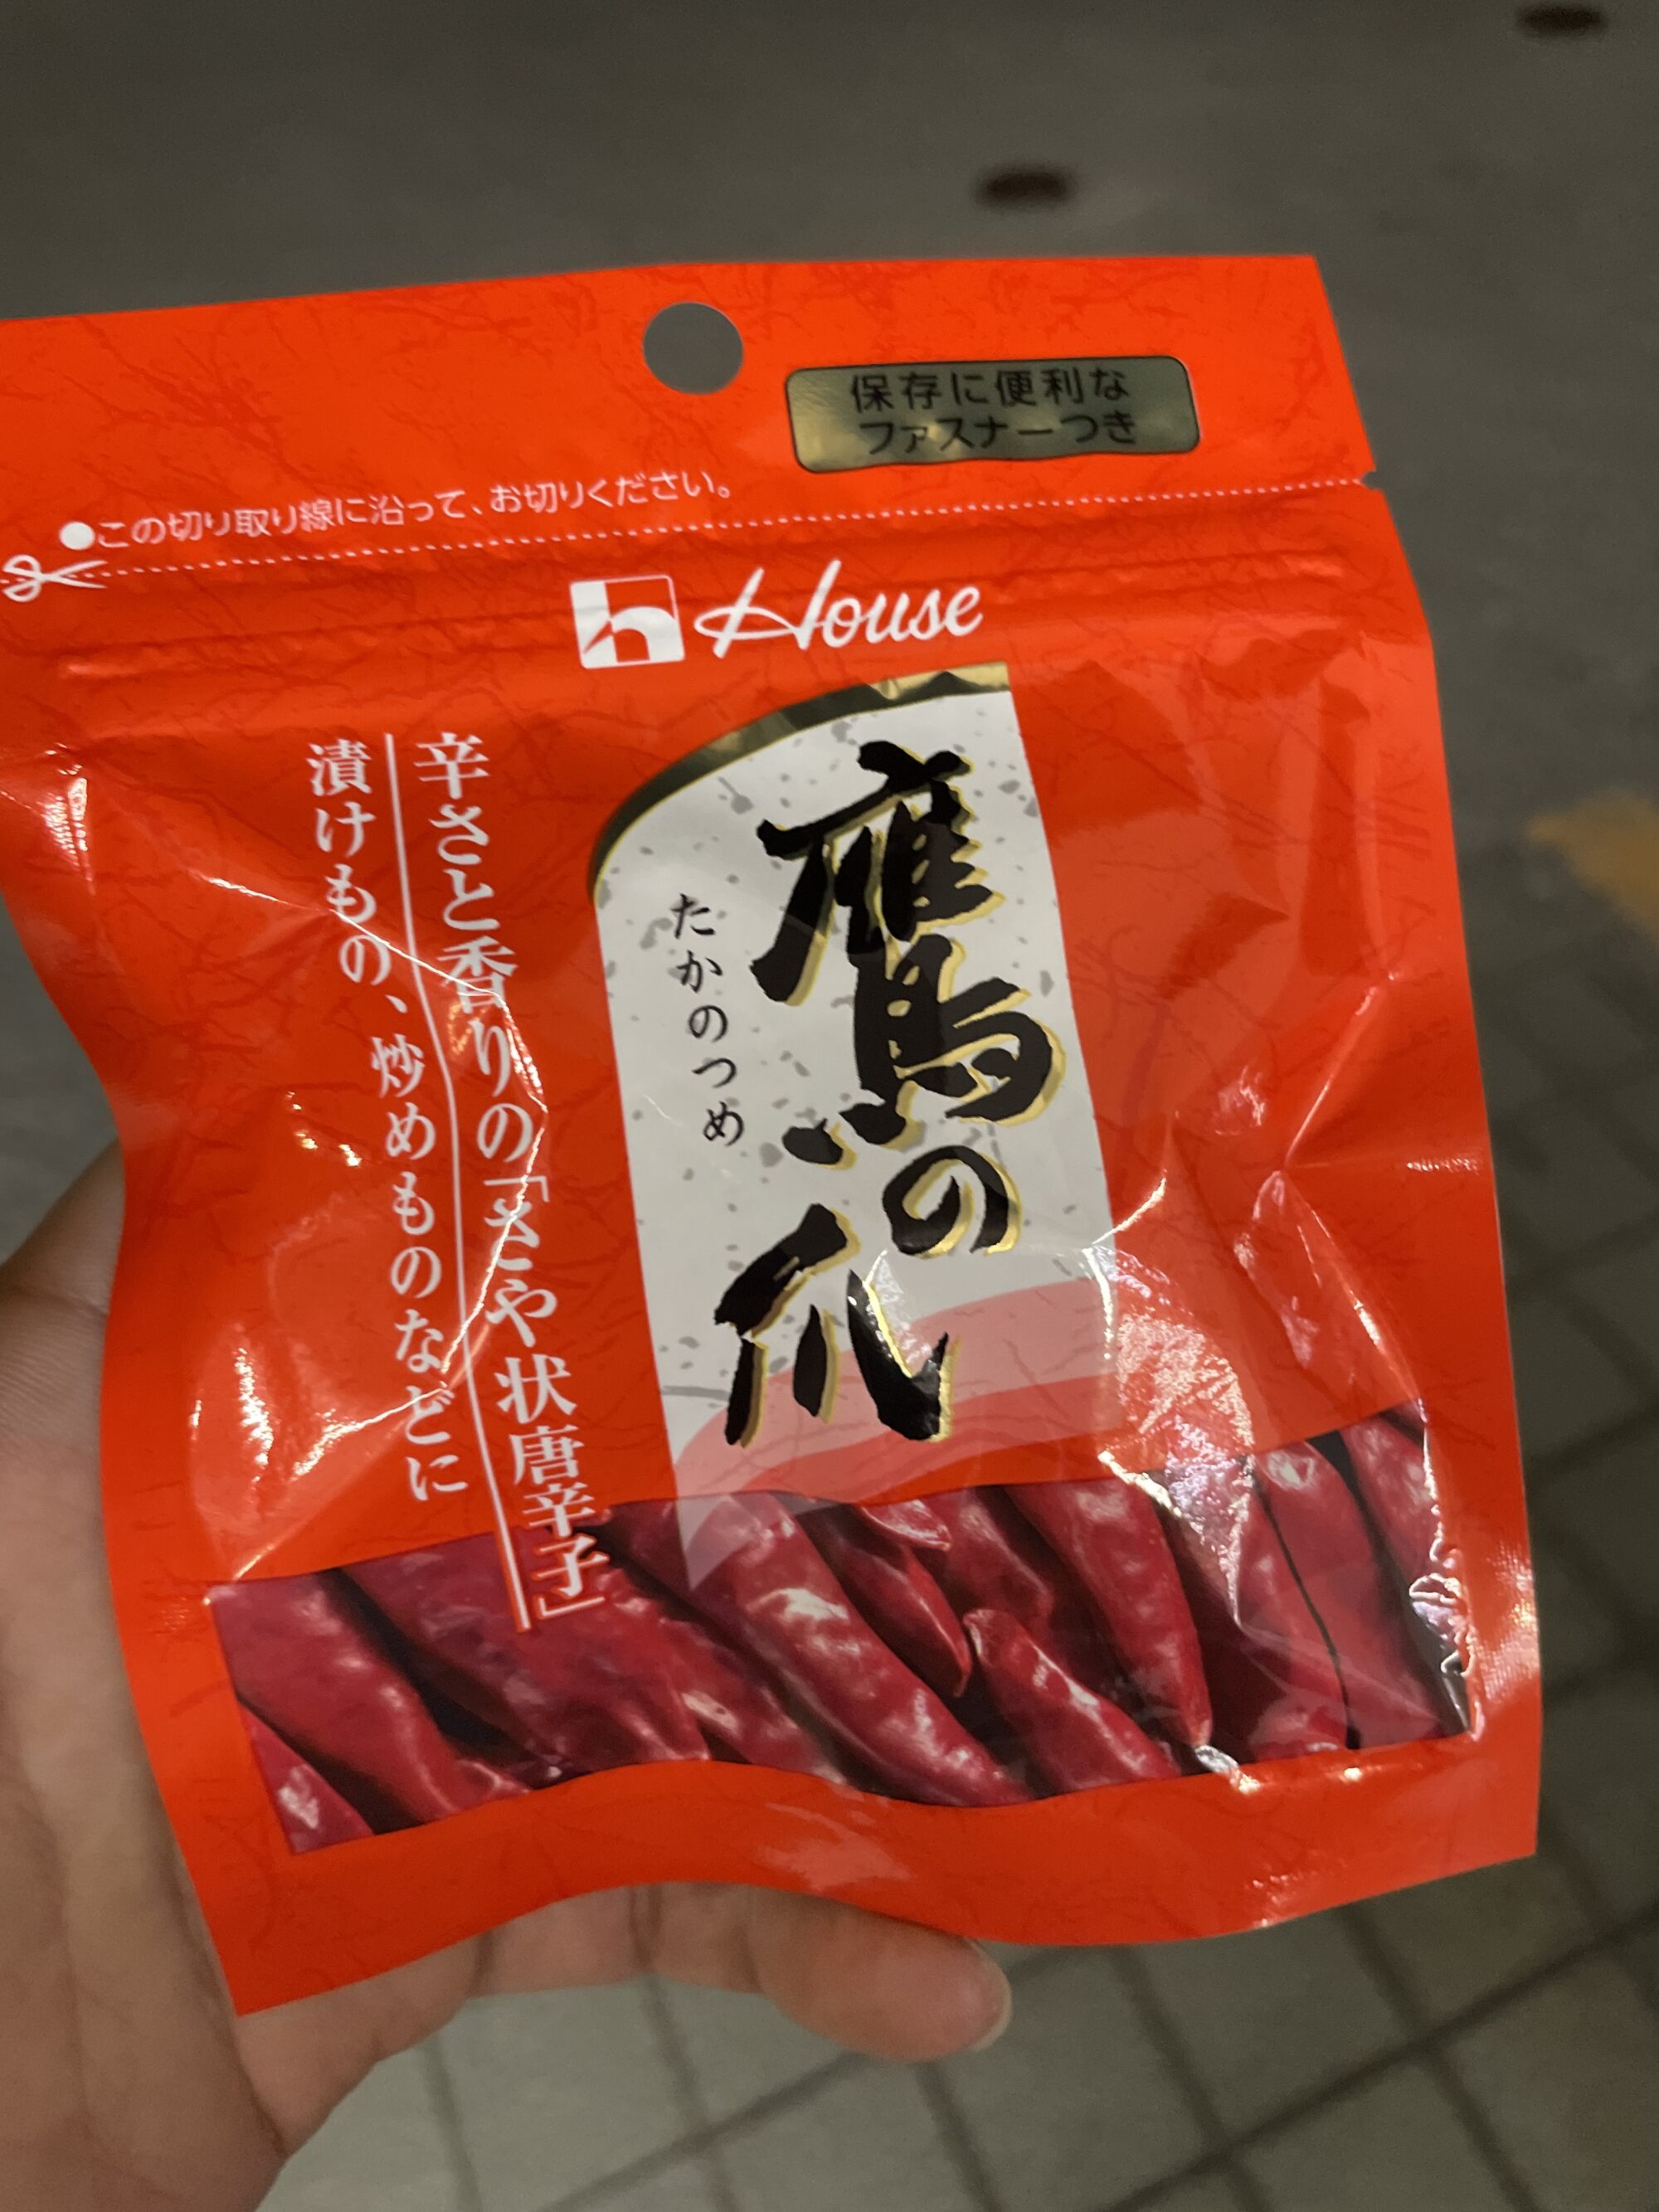 保存に便利な
ファスナーつき
●この切り取り線に沿って、お切りください。
House
鷹の爪
たかのつめ
辛さと香りの「さや状唐辛子」
漬けもの、炒めものなどに